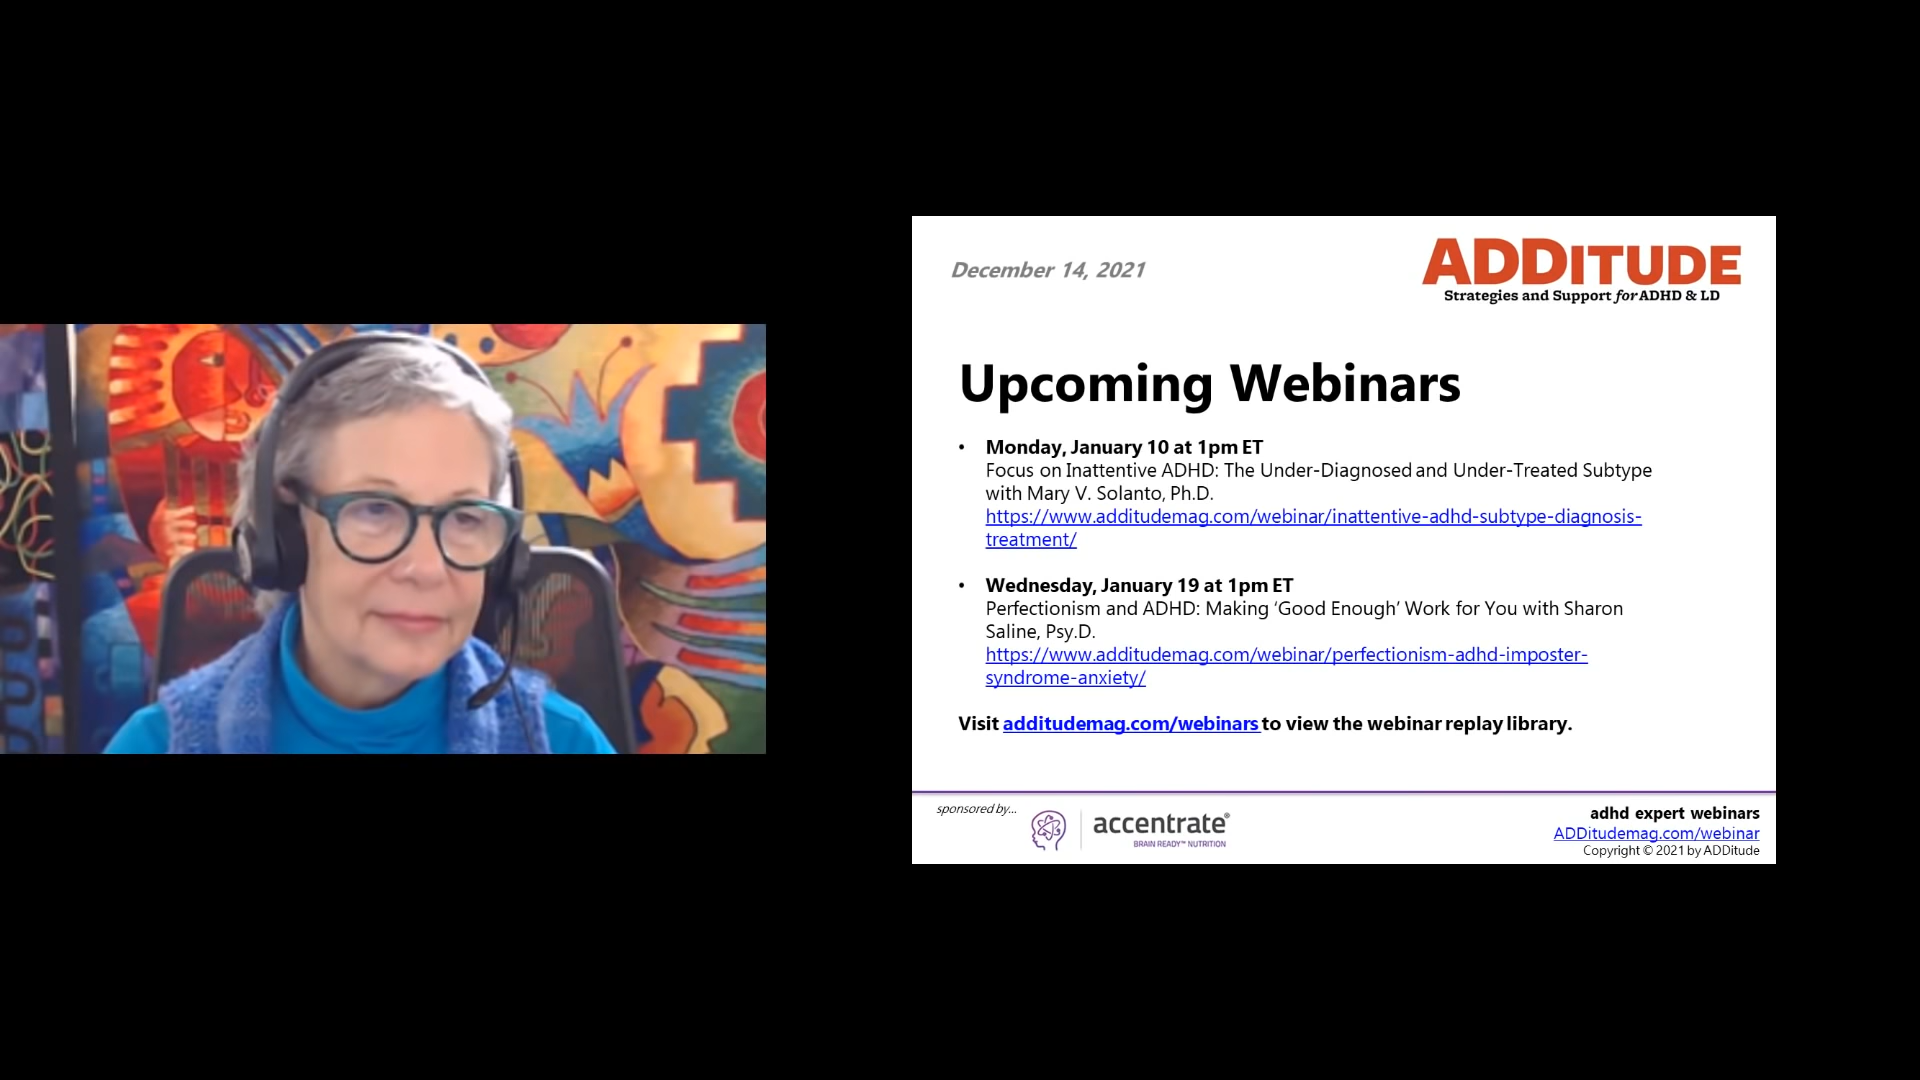 December 14, 2021
ADDITUDE
Strategies and Support for ADHD & LD
Upcoming Webinars
• Monday, January 10 at 1pm ET
Focus on Inattentive ADHD: The Under-Diagnosed and Under-Treated Subtype
with Mary V. Solanto, Ph.D.
https://www.additudemag.com/webinar/inattentive-adhd-subtype-diagnosis-
treatment/
• Wednesday, January 19 at 1pm ET
Perfectionism and ADHD: Making ‘Good Enough’ Work for You with Sharon
Saline, Psy.D.
https://www.additudemag.com/webinar/perfectionism-adhd-imposter-
syndrome-anxiety/
Visit additudemag.com/webinars to view the webinar replay library.
sponsored by...
accentrate®
BRAIN READY™ NUTRITION
adhd expert webinars
ADDitudemag.com/webinar
Copyright © 2021 by ADDitude